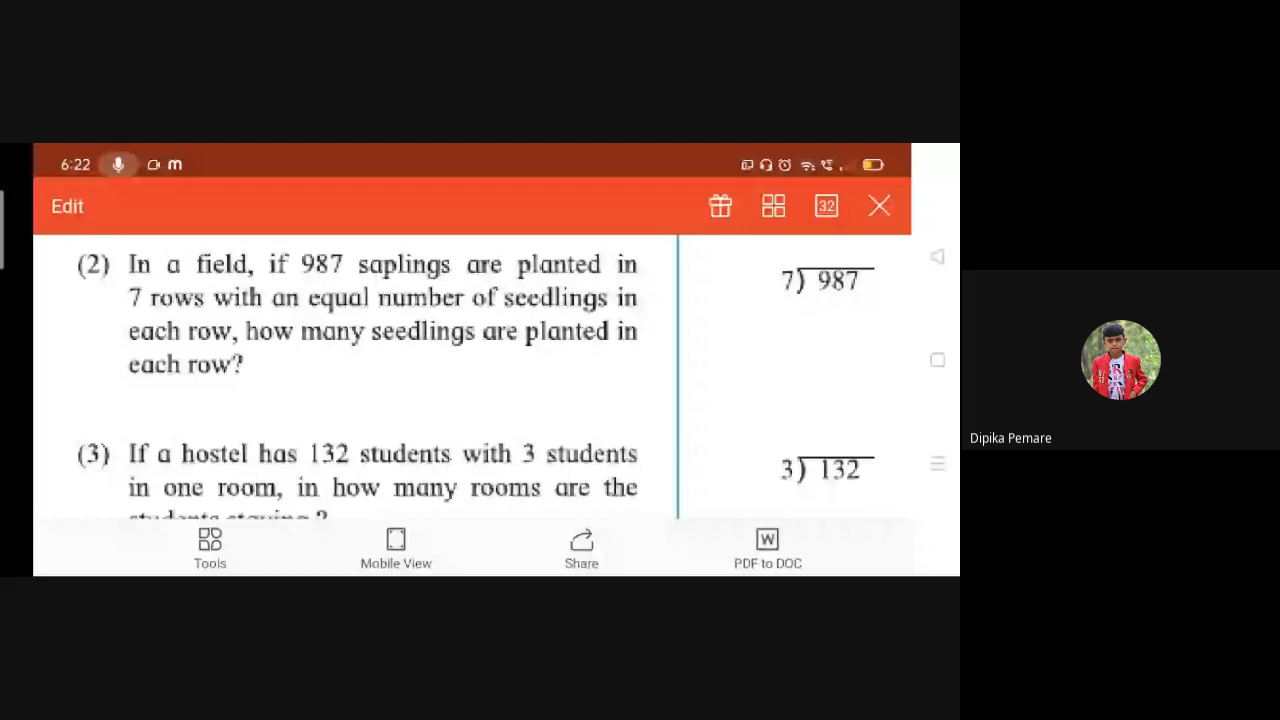 6:22
Edit
32
(2) In a field, if 987 saplings are planted in
7 rows with an equal number of seedlings in
each row, how many seedlings are planted in
each row?
7) 987
(3) If a hostel has 132 students with 3 students
in one room, in how many rooms are the
students staying ?
3) 132
Tools
Mobile View
Share
W
PDF to DOC
Dipika Pemare